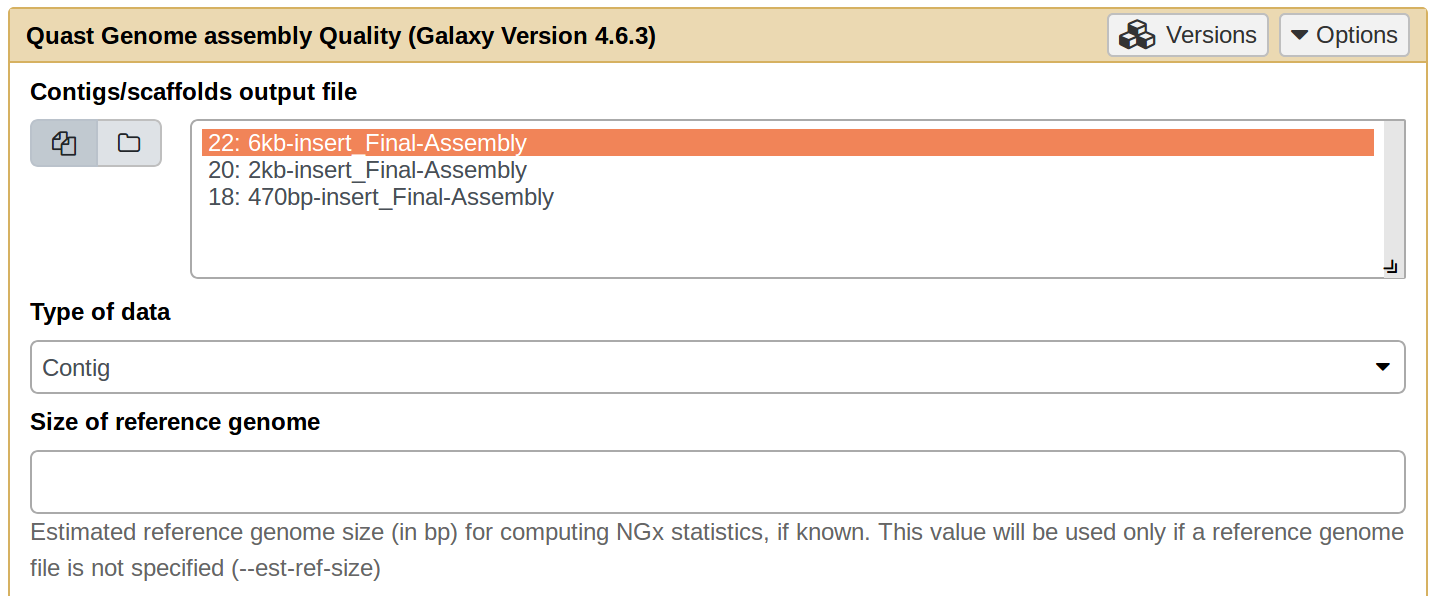 Quast Genome assembly Quality (Galaxy Version 4.6.3)
Versions
Options
Contigs/scaffolds output file
22: 6kb-insert_Final-Assembly
20: 2kb-insert_Final-Assembly
18: 470bp-insert_Final-Assembly
Type of data
Contig
Size of reference genome
Estimated reference genome size (in bp) for computing NGx statistics, if known. This value will be used only if a reference genome
file is not specified (--est-ref-size)